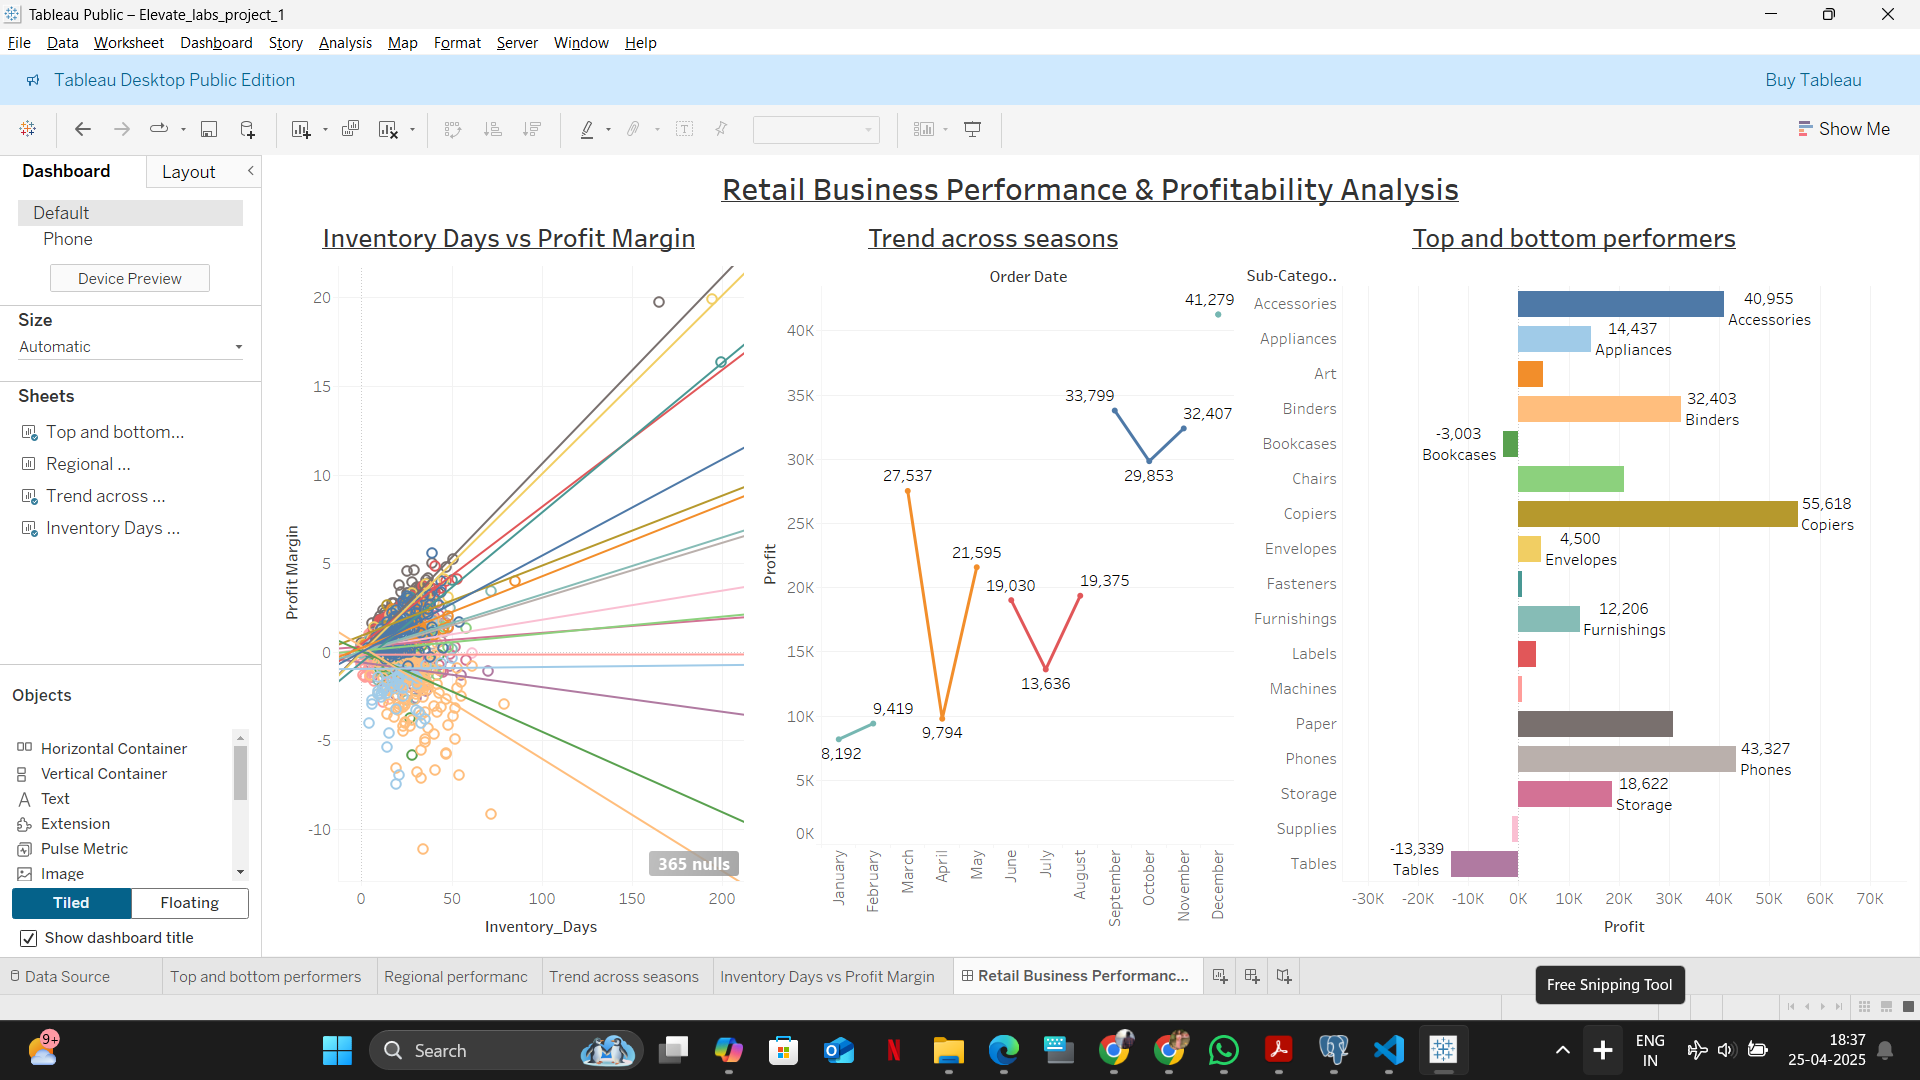 Tableau Public – Elevate_labs_project_1
File Data Worksheet Dashboard Story Analysis Map Format Server Window Help
Tableau Desktop Public Edition
Buy Tableau
Show Me
Dashboard
Layout
Default
Phone
Device Preview
Size
Automatic
Sheets
Top and bottom...
Regional ...
Trend across ...
Inventory Days ...
Objects
Horizontal Container
Vertical Container
Text
Extension
Pulse Metric
Image
Tiled
Floating
Show dashboard title
Retail Business Performance & Profitability Analysis
Inventory Days vs Profit Margin
20
15
10
5
0
-5
-10
Profit Margin
365 nulls
0 50 100 150 200
Inventory_Days
Trend across seasons
Order Date
Profit
40K
35K
30K
25K
20K
15K
10K
5K
0K
41,279
33,799
32,407
29,853
27,537
21,595
19,030
19,375
13,636
9,419
9,794
8,192
January
February
March
April
May
June
July
August
September
October
November
December
Top and bottom performers
Sub-Catego..
Accessories
Appliances
Art
Binders
Bookcases
Chairs
Copiers
Envelopes
Fasteners
Furnishings
Labels
Machines
Paper
Phones
Storage
Supplies
Tables
40,955
Accessories
14,437
Appliances
32,403
Binders
-3,003
Bookcases
55,618
Copiers
4,500
Envelopes
12,206
Furnishings
43,327
Phones
18,622
Storage
-13,339
Tables
-30K -20K -10K 0K 10K 20K 30K 40K 50K 60K 70K
Profit
Data Source
Top and bottom performers
Regional performanc
Trend across seasons
Inventory Days vs Profit Margin
Retail Business Performanc...
Free Snipping Tool
9+
Search
ENG
IN
18:37
25-04-2025